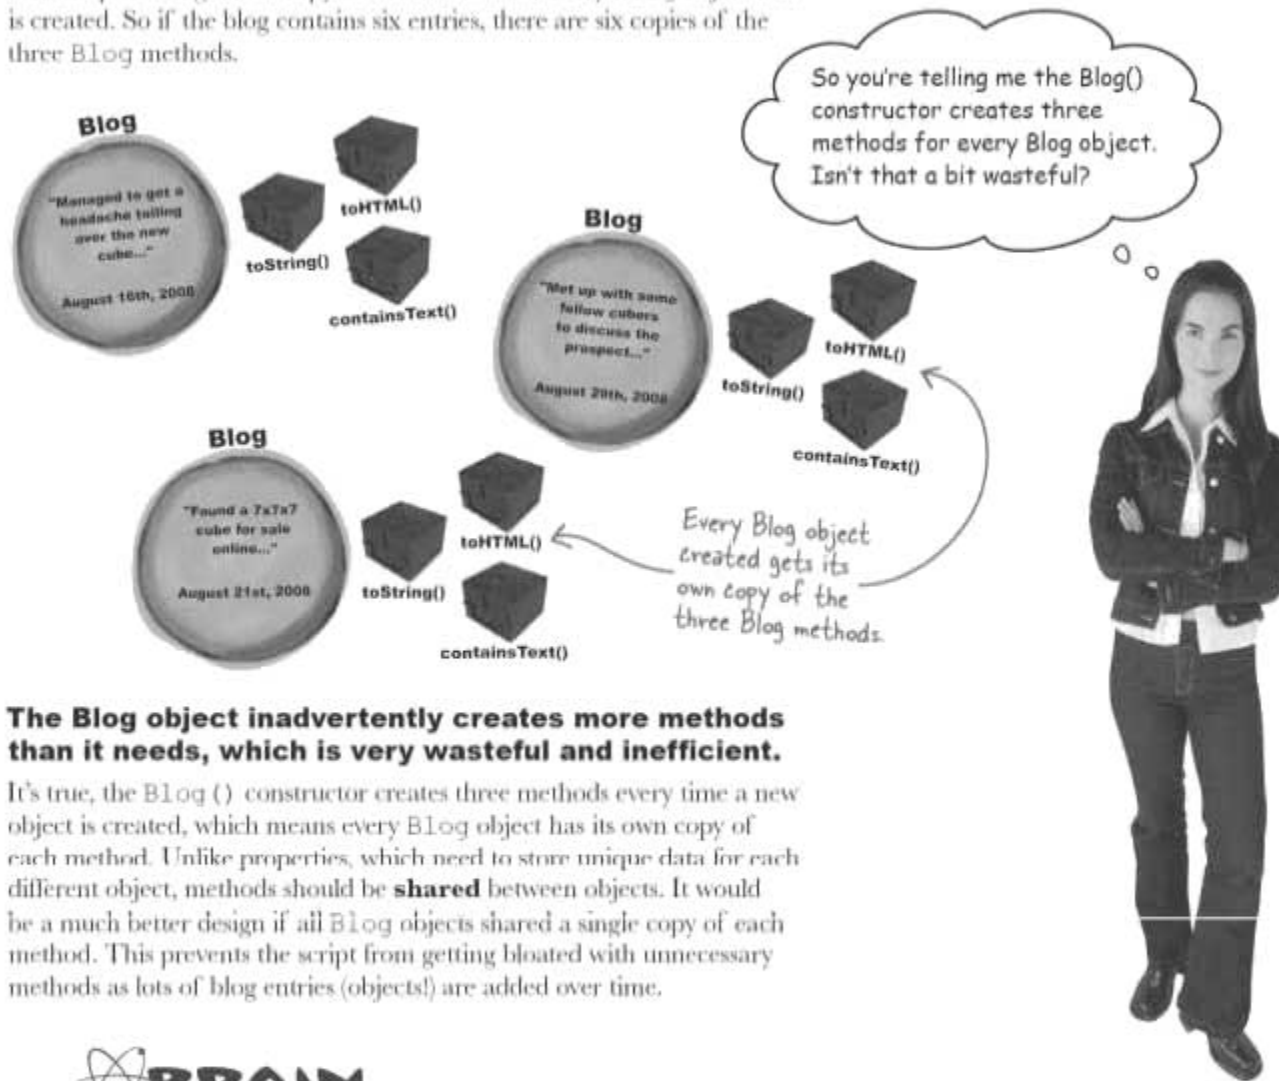 is created. So if the blog contains six entries, there are six copies of the
three Blog methods.
So you're telling me the Blog()
constructor creates three
methods for every Blog object.
Isn't that a bit wasteful?
Blog
"Managed to get a
headache toiling
over the new
cube..."
August 16th, 2008
toHTML()
toString()
containsText()
Blog
"Met up with some
fellow cubers
to discuss the
prospect..."
August 29th, 2008
toHTML()
toString()
containsText()
Blog
"Found a 7x7x7
cube for sale
online..."
August 21st, 2008
toHTML()
toString()
containsText()
Every Blog object
created gets its
own copy of the
three Blog methods.
The Blog object inadvertently creates more methods
than it needs, which is very wasteful and inefficient.
It's true, the Blog() constructor creates three methods every time a new
object is created, which means every Blog object has its own copy of
each method. Unlike properties, which need to store unique data for each
different object, methods should be shared between objects. It would
be a much better design if all Blog objects shared a single copy of each
method. This prevents the script from getting bloated with unnecessary
methods as lots of blog entries (objects!) are added over time.
BRAIN